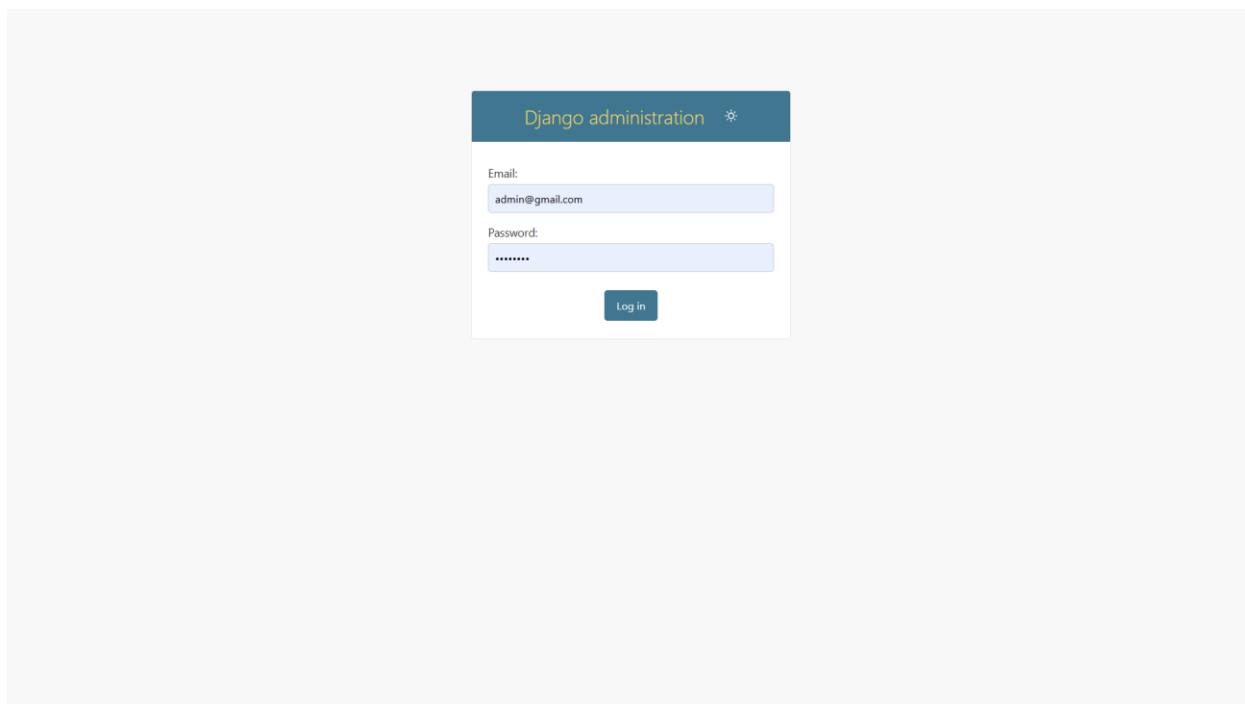 Django administration
Email:
admin@gmail.com
Password:
••••••••
Log in